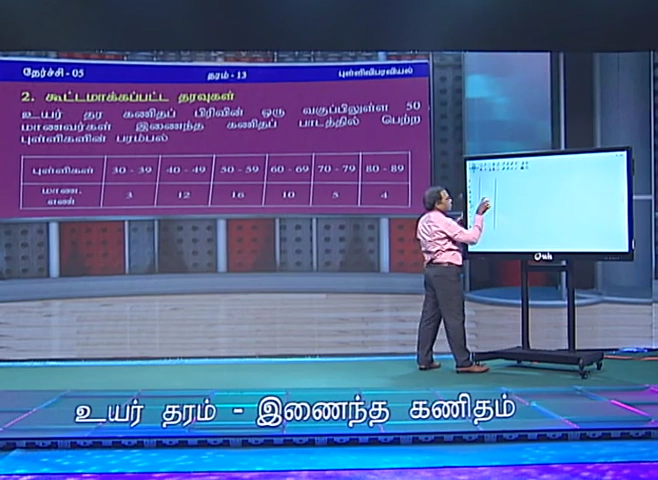 தேர்ச்சி - 05 தரம் - 13 புள்ளிவிபரவியல்
2. கூட்டமாக்கப்பட்ட தரவுகள்
உயர் தர கணிதப் பிரிவின் ஒரு வகுப்பிலுள்ள 50
மாணவர்கள் இணைந்த கணிதப் பாடத்தில் பெற்ற
புள்ளிகளின் பரம்பல்
புள்ளிகள் 30 - 39 40 - 49 50 - 59 60 - 69 70 - 79 80 - 89
மாண.
எண் 3 12 16 10 5 4
உயர் தரம் - இணைந்த கணிதம்